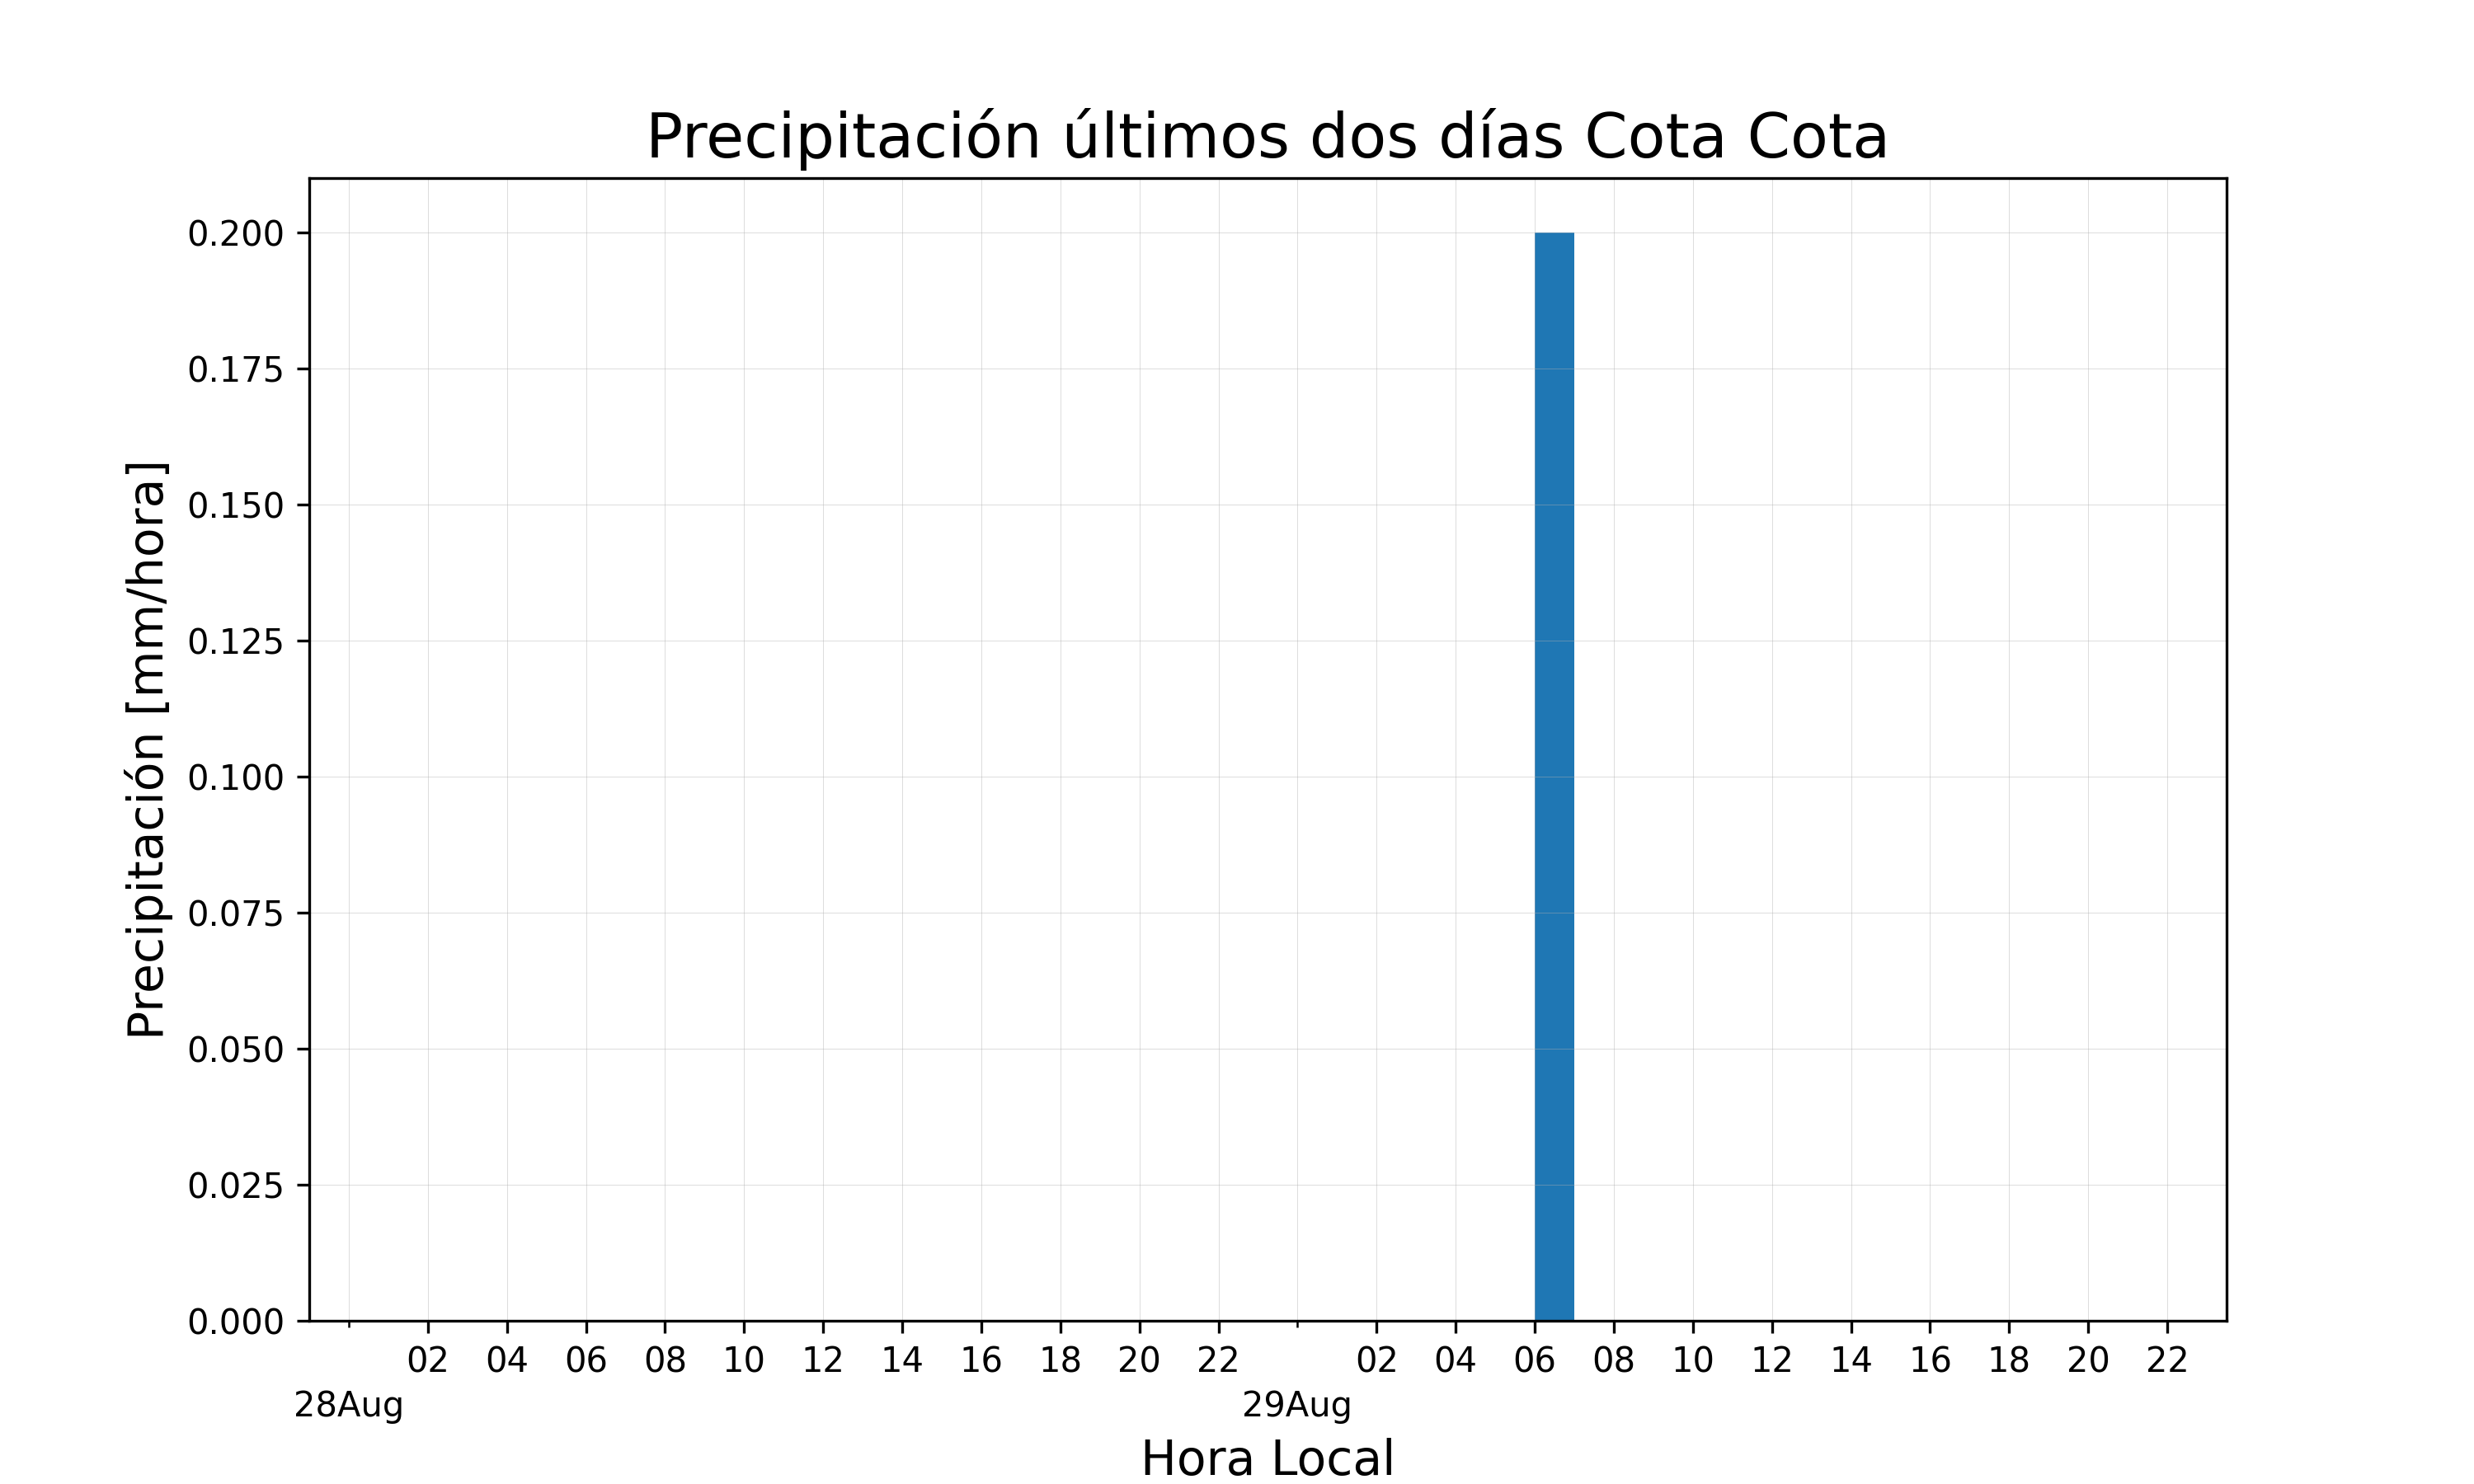 Precipitación últimos dos días Cota Cota
Precipitación [mm/hora]
0.200
0.175
0.150
0.125
0.100
0.075
0.050
0.025
0.000
02 04 06 08 10 12 14 16 18 20 22 02 04 06 08 10 12 14 16 18 20 22
28Aug 29Aug
Hora Local